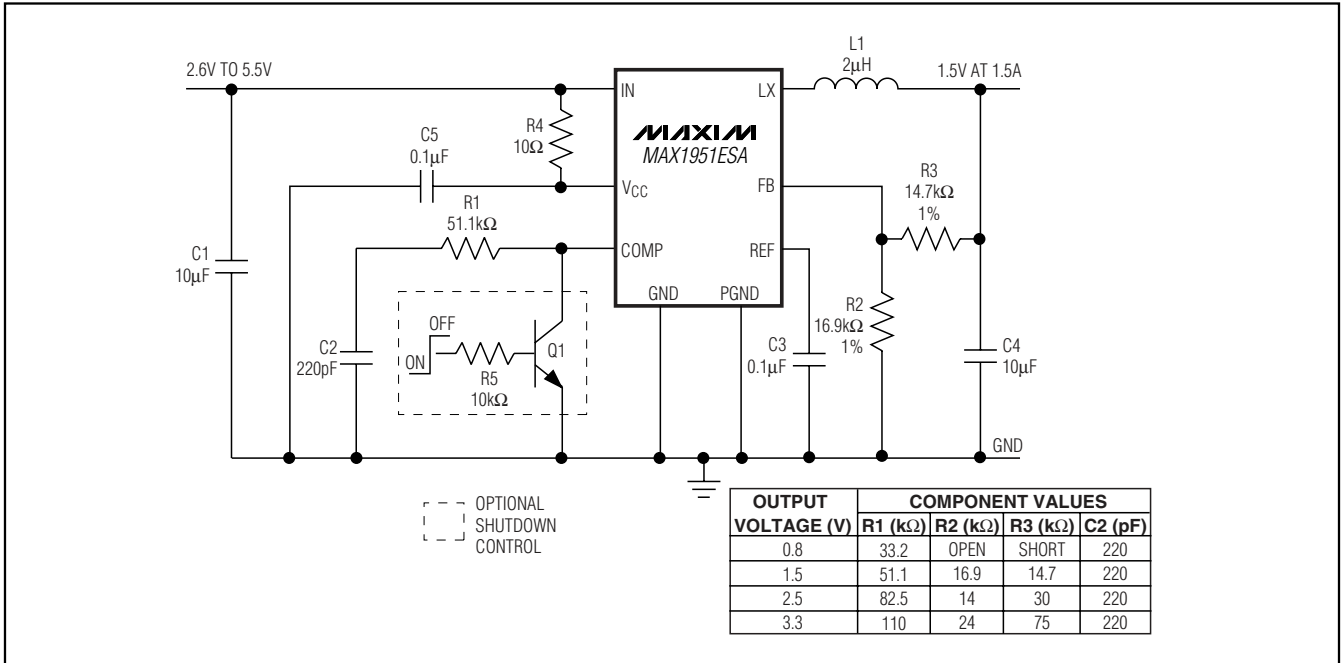 2.6V TO 5.5V
L1
2µH
1.5V AT 1.5A
IN
LX
R4
10Ω
MAXIM
MAX1951ESA
C5
0.1µF
VCC
FB
R3
14.7kΩ
1%
R1
51.1kΩ
COMP
REF
C1
10µF
GND
PGND
R2
16.9kΩ
1%
OFF
ON
Q1
R5
10kΩ
C2
220pF
C3
0.1µF
C4
10µF
GND
OPTIONAL
SHUTDOWN
CONTROL
OUTPUT COMPONENT VALUES
VOLTAGE (V) R1 (kΩ) R2 (kΩ) R3 (kΩ) C2 (pF)
0.8 33.2 OPEN SHORT 220
1.5 51.1 16.9 14.7 220
2.5 82.5 14 30 220
3.3 110 24 75 220